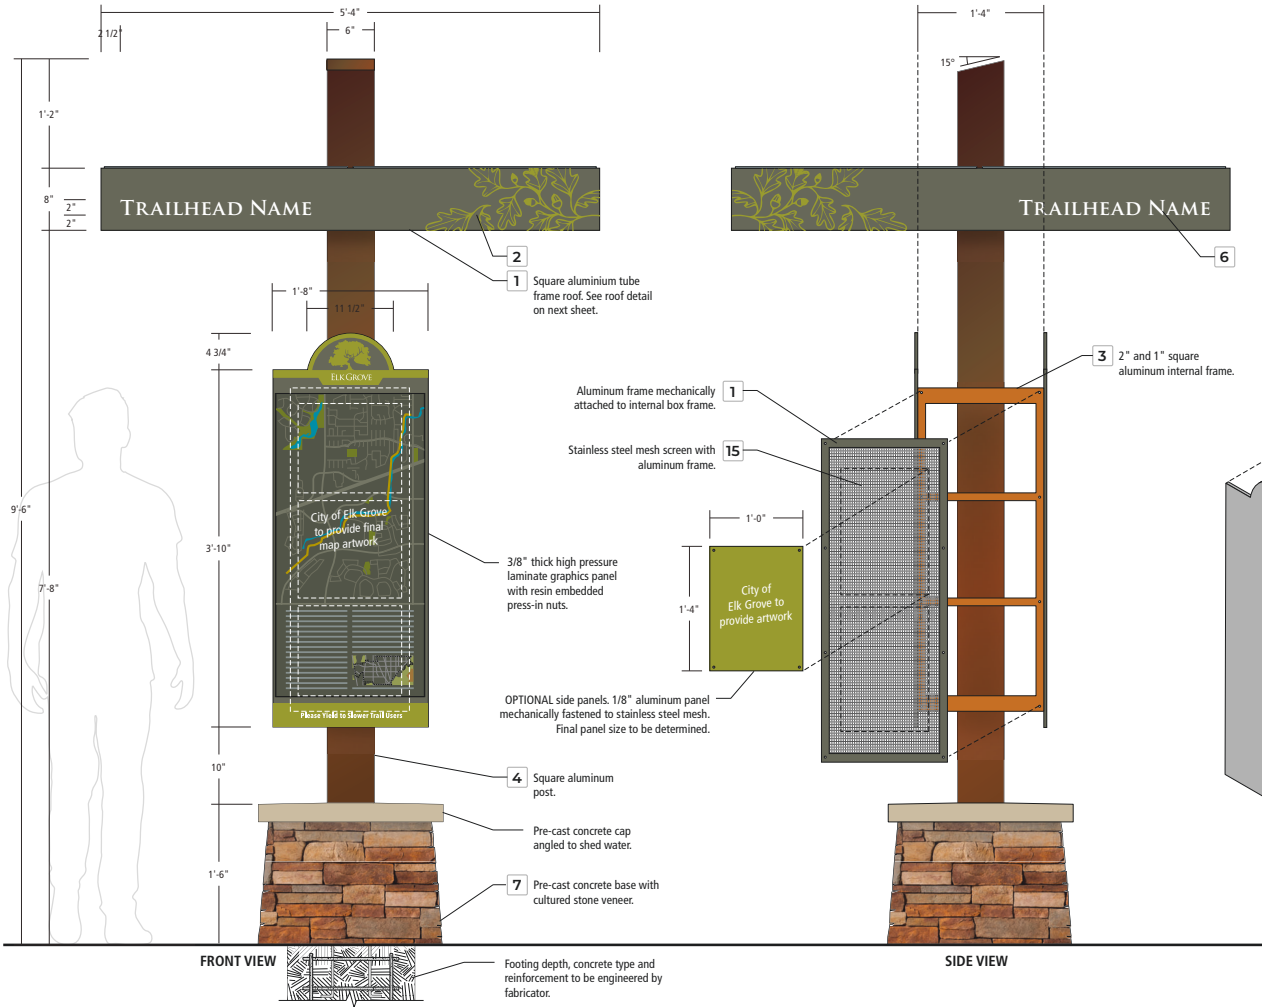 5'-4"
6"
2 1/2"
1'-2"
8"
2"
2"
TRAILHEAD NAME
2
1
Square aluminium tube
frame roof. See roof detail
on next sheet.
1'-8"
11 1/2"
4 3/4"
ELK GROVE
9'-6"
7'-8"
3'-10"
City of Elk Grove
to provide final
map artwork
3/8" thick high pressure
laminate graphics panel
with resin embedded
press-in nuts.
Please Yield to Slower Trail Users
10"
4
Square aluminum
post.
Pre-cast concrete cap
angled to shed water.
1'-6"
7
Pre-cast concrete base with
cultured stone veneer.
FRONT VIEW
Footing depth, concrete type and
reinforcement to be engineered by
fabricator.
1'-4"
15°
TRAILHEAD NAME
6
3
2" and 1" square
aluminum internal frame.
Aluminum frame mechanically
attached to internal box frame.
1
Stainless steel mesh screen with
aluminum frame.
15
1'-0"
1'-4"
City of
Elk Grove to
provide artwork
OPTIONAL side panels. 1/8" aluminum panel
mechanically fastened to stainless steel mesh.
Final panel size to be determined.
SIDE VIEW